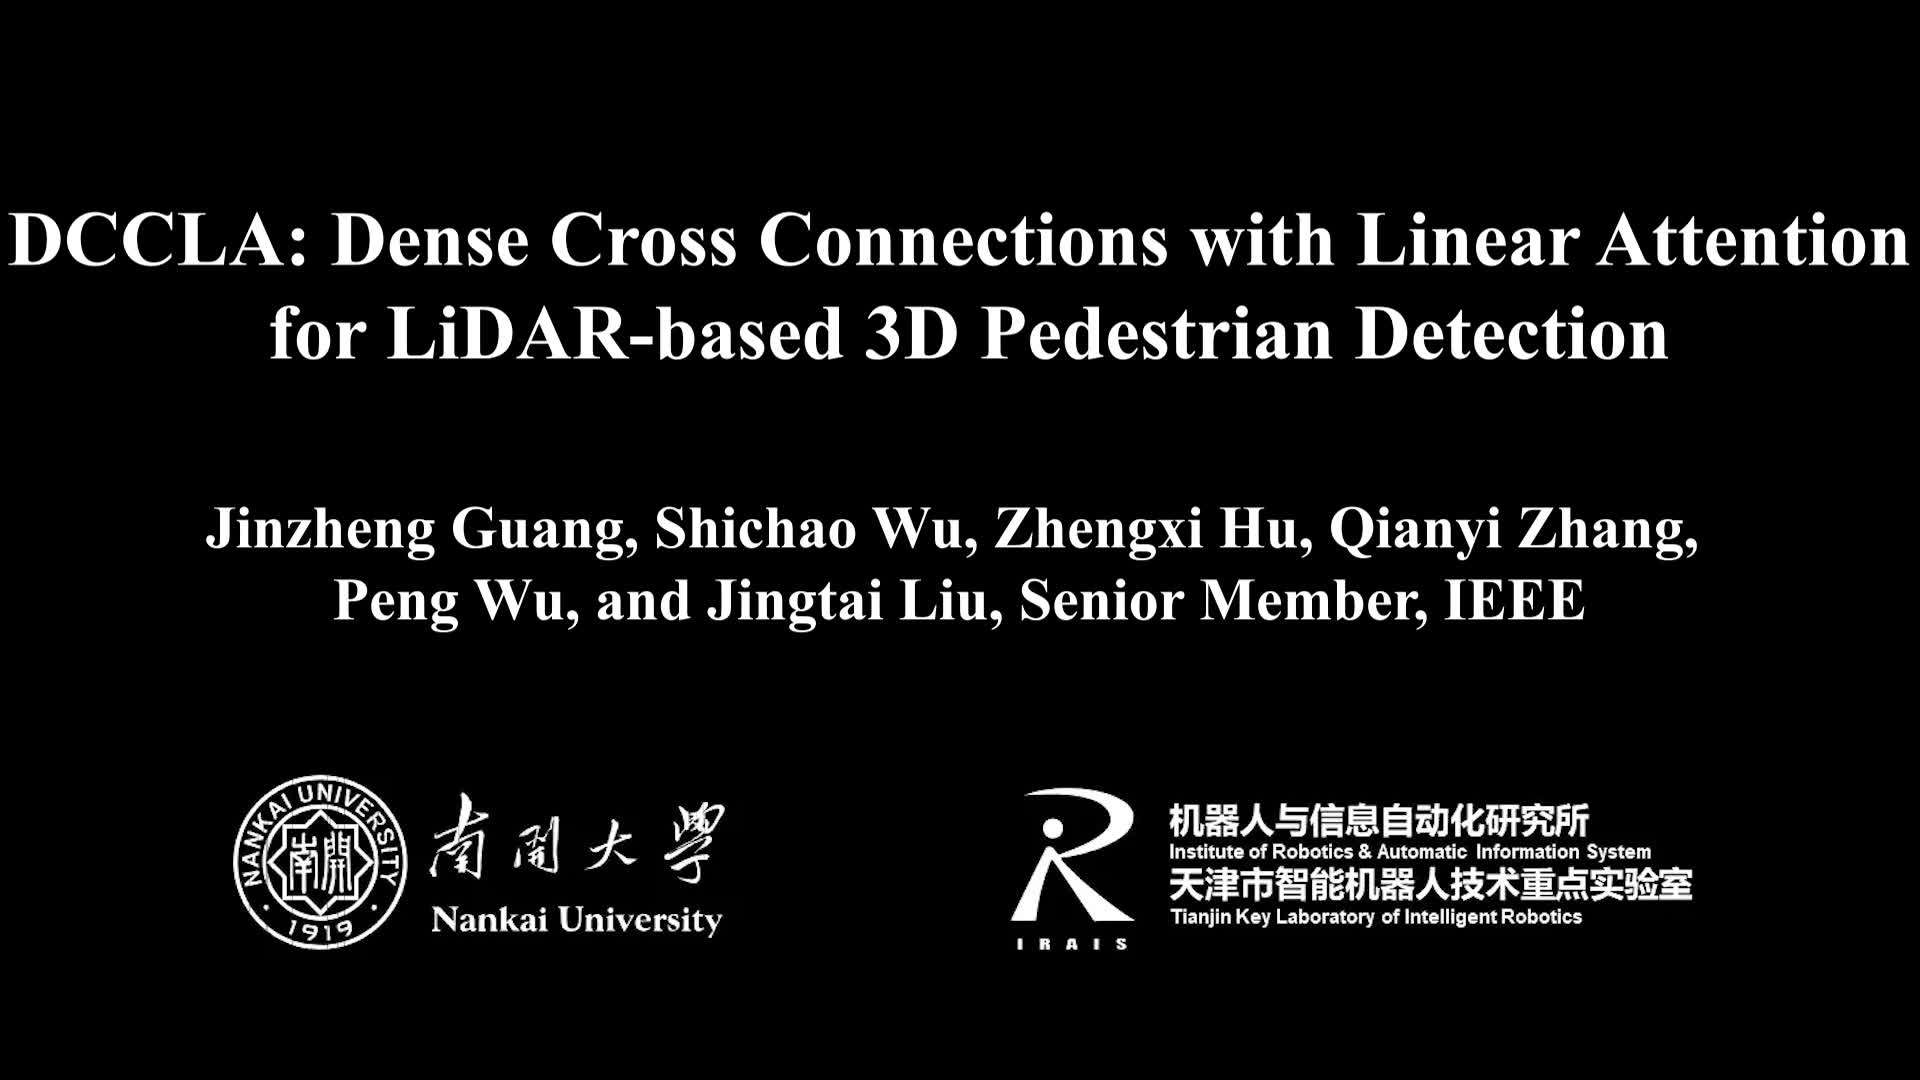 DCCLA: Dense Cross Connections with Linear Attention
for LiDAR-based 3D Pedestrian Detection
Jinzheng Guang, Shichao Wu, Zhengxi Hu, Qianyi Zhang,
Peng Wu, and Jingtai Liu, Senior Member, IEEE
NANKAI UNIVERSITY
南開
1919
南開大學
Nankai University
IRAIS
机器人与信息自动化研究所
Institute of Robotics & Automatic Information System
天津市智能机器人技术重点实验室
Tianjin Key Laboratory of Intelligent Robotics